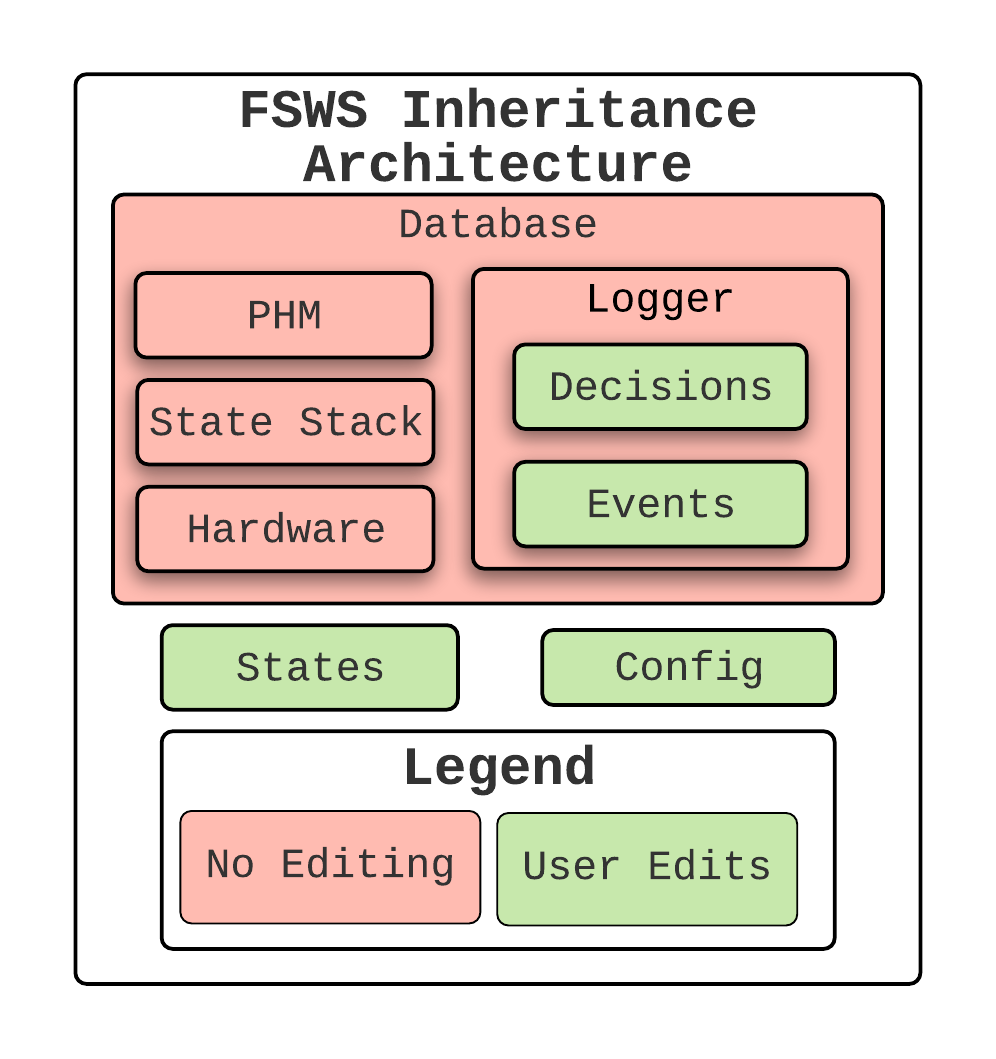 FSWS Inheritance
Architecture
Database
PHM
State Stack
Hardware
Logger
Decisions
Events
States
Config
Legend
No Editing
User Edits